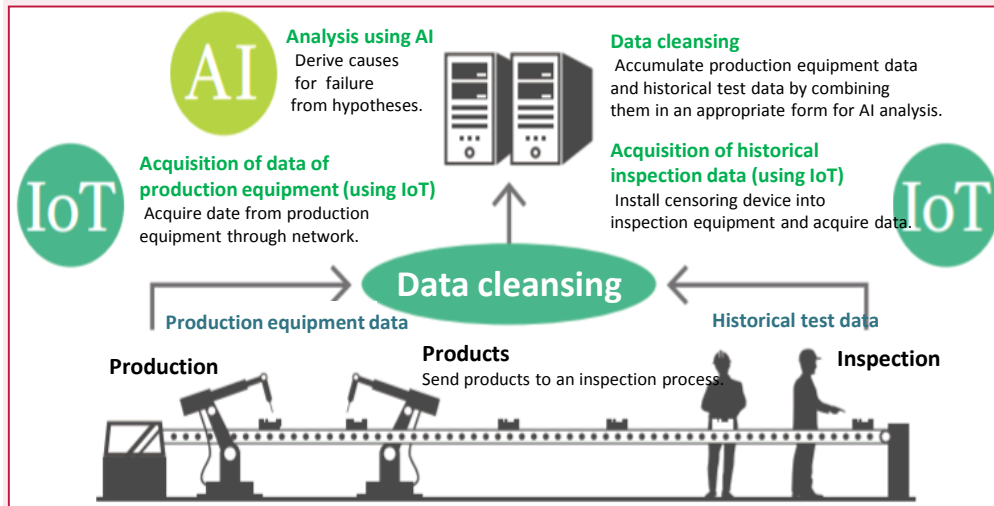 AI
Analysis using AI
Derive causes
for failure
from hypotheses.
Data cleansing
Accumulate production equipment data
and historical test data by combining
them in an appropriate form for AI analysis.
IoT
Acquisition of data of
production equipment (using IoT)
Acquire date from production
equipment through network.
Acquisition of historical
inspection data (using IoT)
Install censoring device into
inspection equipment and acquire data.
IoT
Data cleansing
Production equipment data
Historical test data
Production
Products
Send products to an inspection process.
Inspection